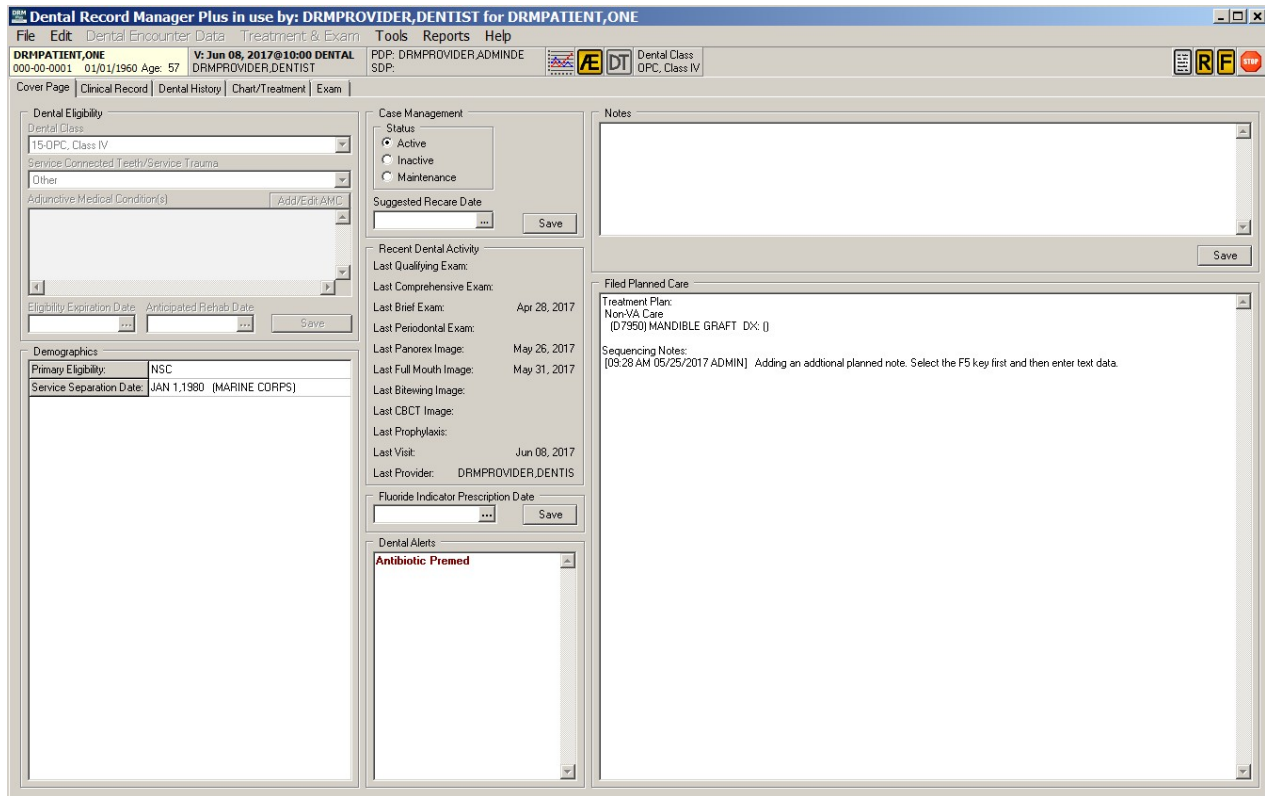 Dental Record Manager Plus in use by: DRMPROVIDER,DENTIST for DRMPATIENT,ONE
File Edit Dental Encounter Data Treatment & Exam Tools Reports Help
DRMPATIENT,ONE
000-00-0001 01/01/1960 Age: 57
V: Jun 08, 2017@10:00 DENTAL
DRMPROVIDER,DENTIST
PDP: DRMPROVIDER,ADMINDE
SDP:
Æ DT
Dental Class
OPC, Class IV
R F STOP
Cover Page Clinical Record Dental History Chart/Treatment Exam
Dental Eligibility
Dental Class
15-OPC, Class IV
Service Connected Teeth/Service Trauma
Other
Adjunctive Medical Condition(s) Add/Edit AMC
Eligibility Expiration Date Anticipated Rehab Date
... ... Save
Demographics
Primary Eligibility: NSC
Service Separation Date: JAN 1,1980 (MARINE CORPS)
Case Management
Status
Active
Inactive
Maintenance
Suggested Recare Date
... Save
Recent Dental Activity
Last Qualifying Exam:
Last Comprehensive Exam:
Last Brief Exam: Apr 28, 2017
Last Periodontal Exam:
Last Panorex Image: May 26, 2017
Last Full Mouth Image: May 31, 2017
Last Bitewing Image:
Last CBCT Image:
Last Prophylaxis:
Last Visit: Jun 08, 2017
Last Provider: DRMPROVIDER,DENTIS
Fluoride Indicator Prescription Date
... Save
Dental Alerts
Antibiotic Premed
Notes
Save
Filed Planned Care
Treatment Plan:
Non-VA Care
(D7950) MANDIBLE GRAFT DX: ()
Sequencing Notes:
[09:28 AM 05/25/2017 ADMIN] Adding an addtional planned note. Select the F5 key first and then enter text data.